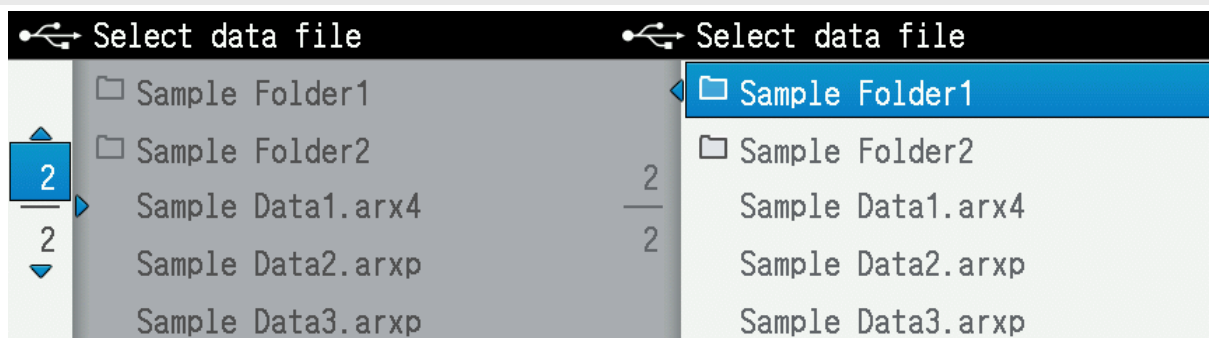 Select data file
Sample Folder1
Sample Folder2
2
2
Sample Data1.arx4
Sample Data2.arxp
Sample Data3.arxp
Select data file
Sample Folder1
Sample Folder2
2
2
Sample Data1.arx4
Sample Data2.arxp
Sample Data3.arxp